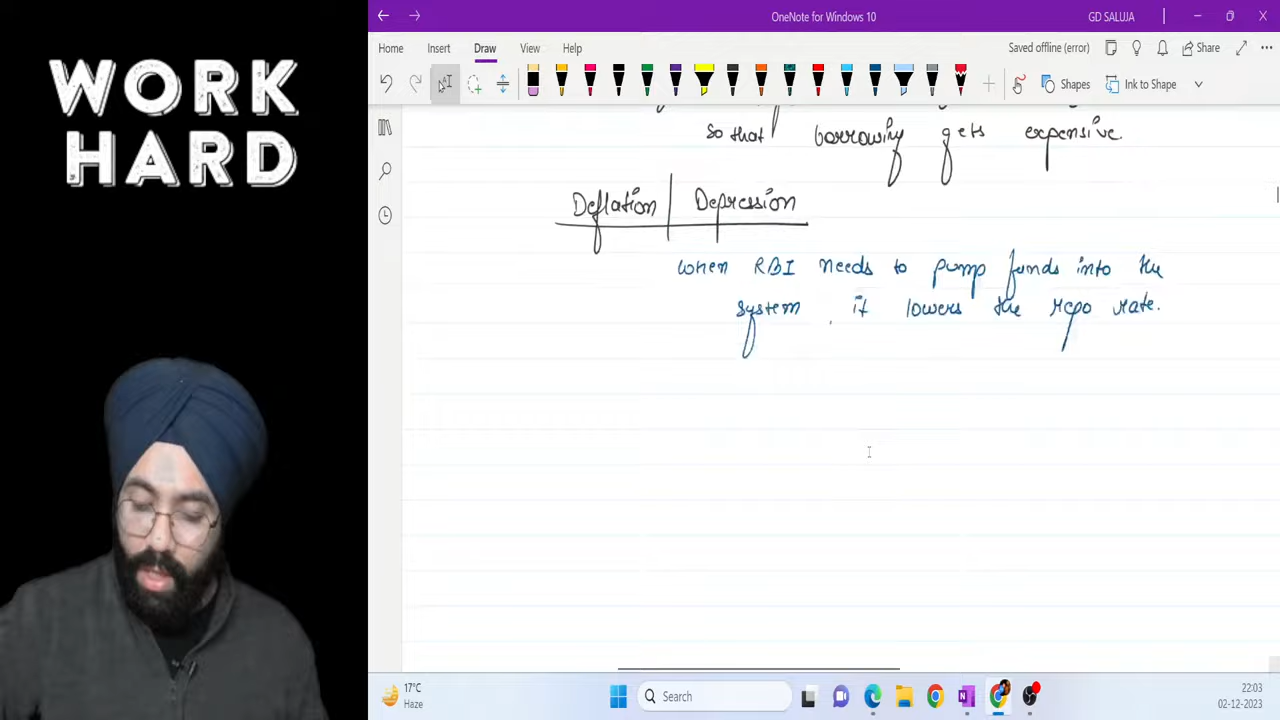 WORK
HARD
OneNote for Windows 10
GD SALUJA
Home Insert Draw View Help
Saved offline (error)
Share
Shapes
Ink to Shape
so that borrowing gets expensive.
Deflation | Depression
when RBI needs to pump funds into the
system, it lowers the repo rate.
17°C
Haze
Search
22:03
02-12-2023